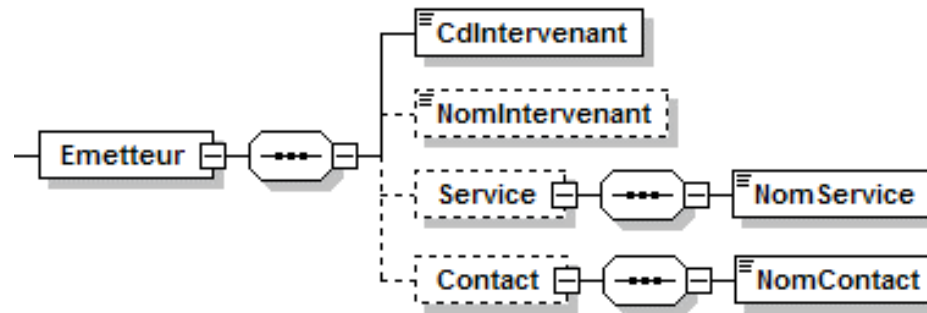 CdIntervenant
NomIntervenant
Emetteur
Service
NomService
Contact
NomContact